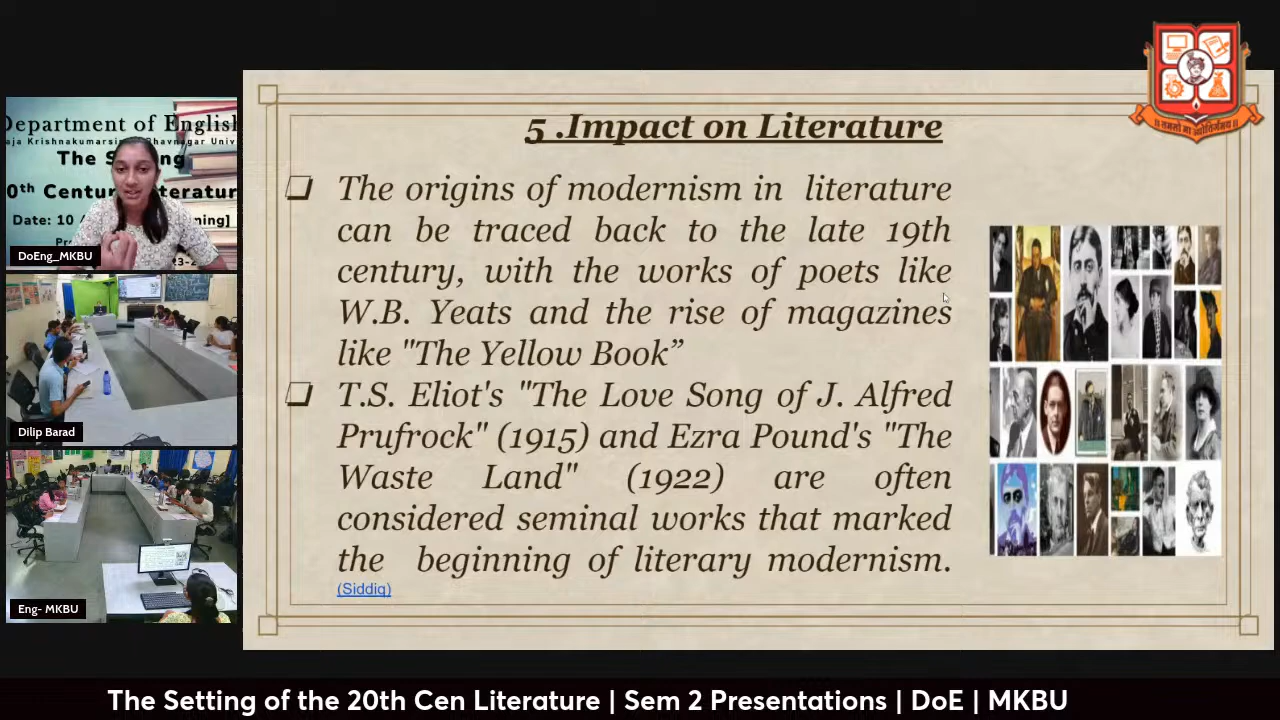 Department of English
The Setting
Date: 10
DoEng_MKBU
Dilip Barad
Eng- MKBU
5 .Impact on Literature
The origins of modernism in literature
can be traced back to the late 19th
century, with the works of poets like
W.B. Yeats and the rise of magazines
like "The Yellow Book”
T.S. Eliot's "The Love Song of J. Alfred
Prufrock" (1915) and Ezra Pound's "The
Waste Land" (1922) are often
considered seminal works that marked
the beginning of literary modernism.
(Siddiq)
॥ तमसो मा ज्योतिर्गमय ॥
The Setting of the 20th Cen Literature | Sem 2 Presentations | DoE | MKBU